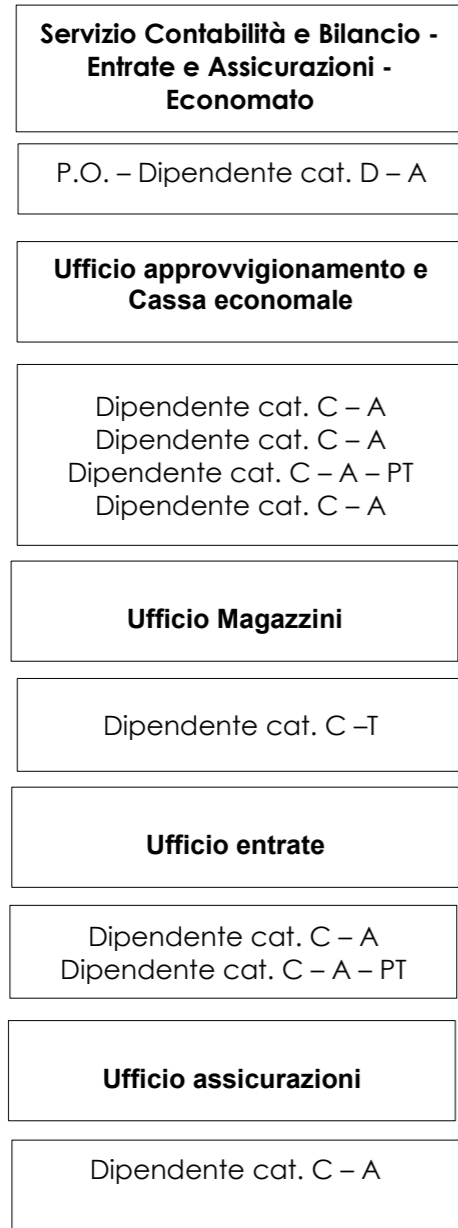 Servizio Contabilità e Bilancio -
Entrate e Assicurazioni -
Economato
P.O. – Dipendente cat. D – A
Ufficio approvvigionamento e
Cassa economale
Dipendente cat. C – A
Dipendente cat. C – A
Dipendente cat. C – A – PT
Dipendente cat. C – A
Ufficio Magazzini
Dipendente cat. C –T
Ufficio entrate
Dipendente cat. C – A
Dipendente cat. C – A – PT
Ufficio assicurazioni
Dipendente cat. C – A